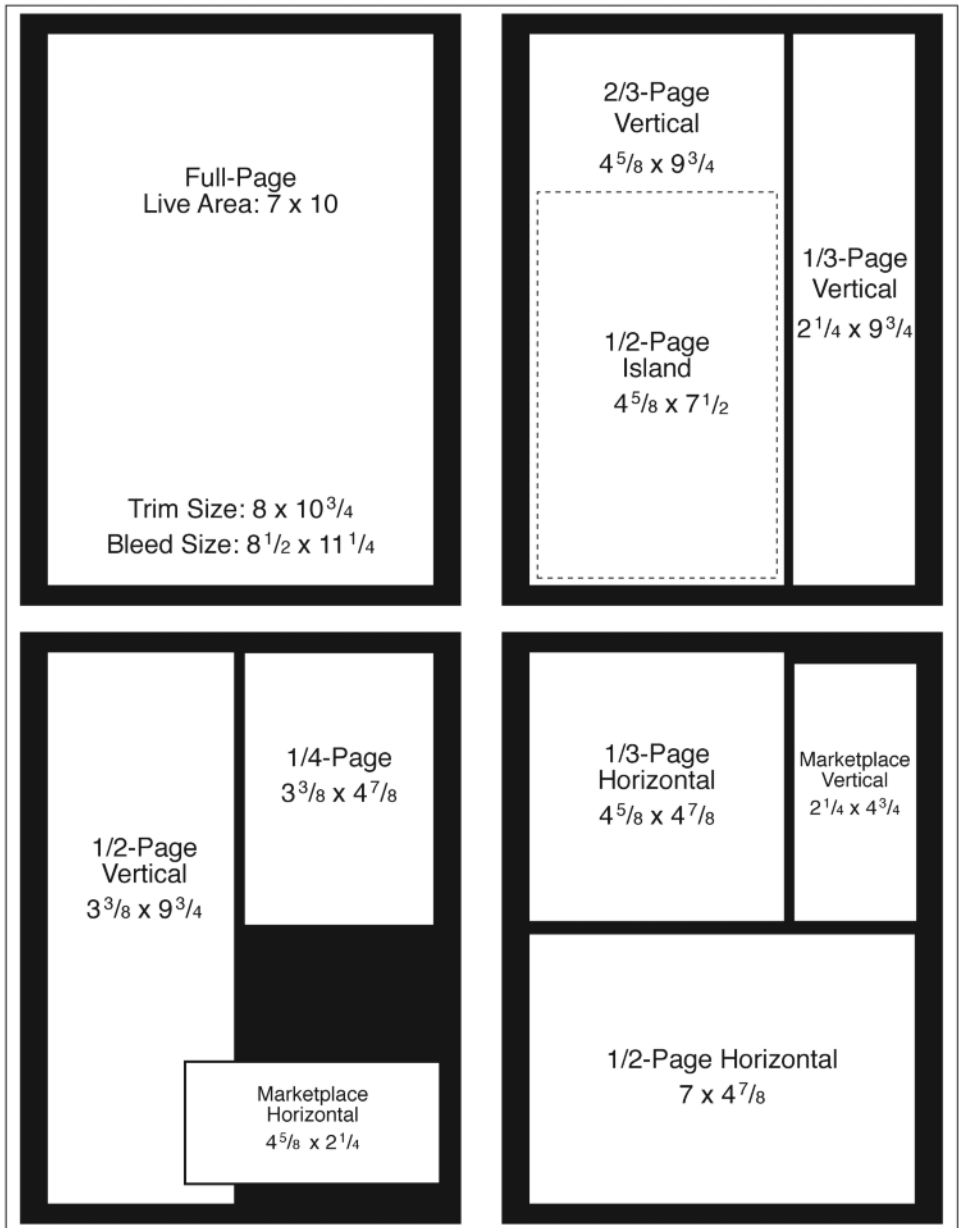 Full-Page
Live Area: 7 x 10
Trim Size: 8 x 10 3/4
Bleed Size: 8 1/2 x 11 1/4
2/3-Page
Vertical
4 5/8 x 9 3/4
1/2-Page
Island
4 5/8 x 7 1/2
1/3-Page
Vertical
2 1/4 x 9 3/4
1/2-Page
Vertical
3 3/8 x 9 3/4
1/4-Page
3 3/8 x 4 7/8
Marketplace
Horizontal
4 5/8 x 2 1/4
1/3-Page
Horizontal
4 5/8 x 4 7/8
Marketplace
Vertical
2 1/4 x 4 3/4
1/2-Page Horizontal
7 x 4 7/8